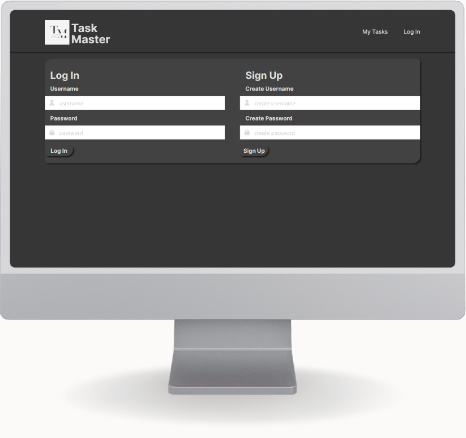 TM
Task
Master
My Tasks
Log In
Log In
Sign Up
Username
Create Username
username
create username
Password
Create Password
password
create password
Log In
Sign Up